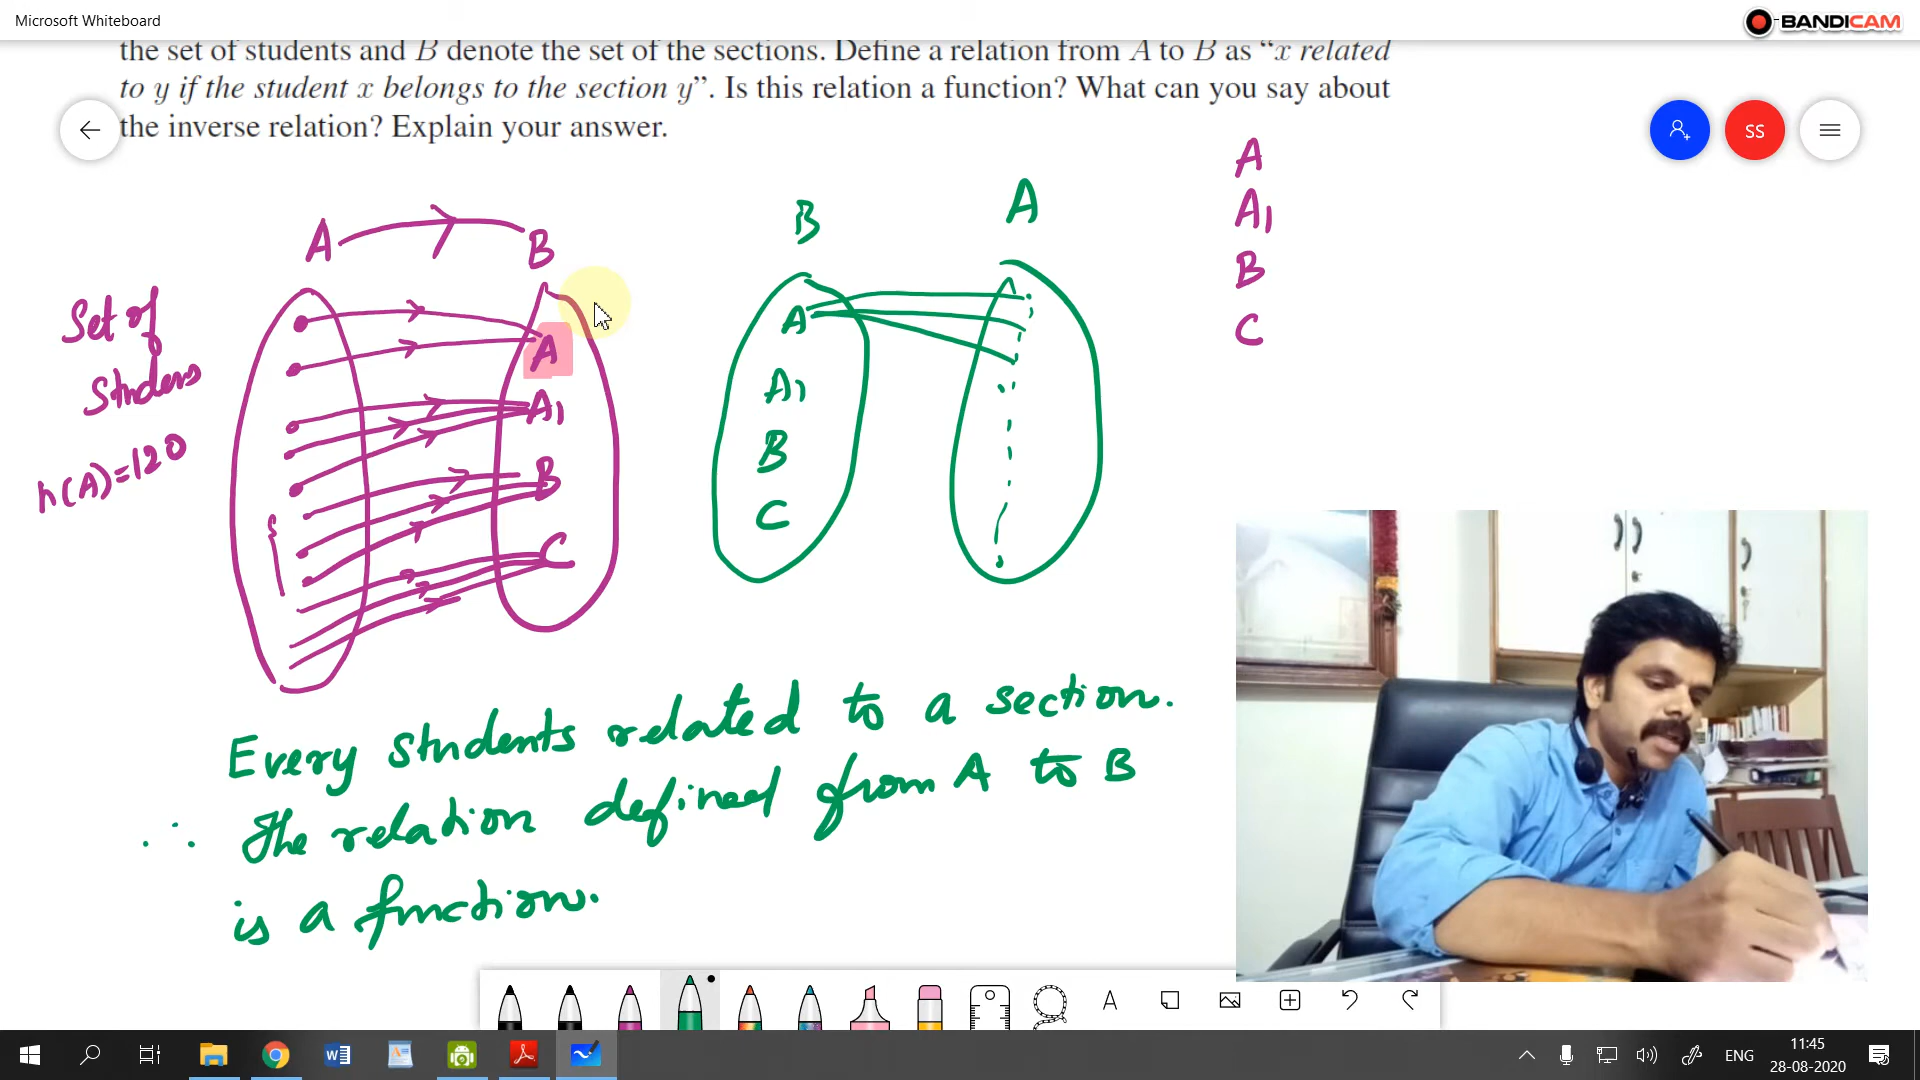 Microsoft Whiteboard
BANDICAM
the set of students and B denote the set of the sections. Define a relation from A to B as “x related
to y if the student x belongs to the section y”. Is this relation a function? What can you say about
the inverse relation? Explain your answer.
SS
A
A1
B
C
A B
Set of
Studens
n(A)=120
A
A1
B
C
B A
A
A1
B
C
Every students related to a section.
∴ The relation defined from A to B
is a function.
A
W
ENG
11:45
28-08-2020